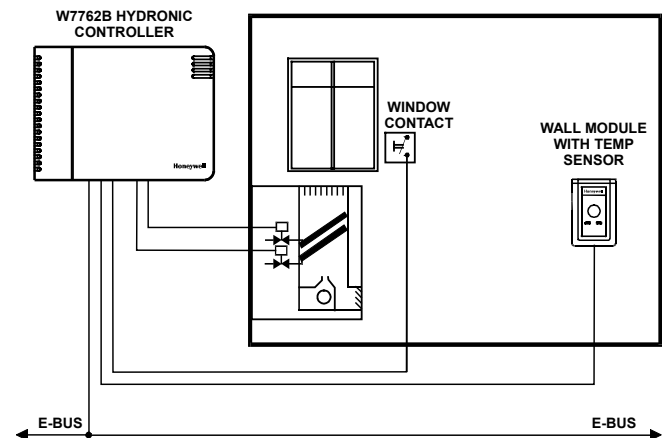 W7762B HYDRONIC
CONTROLLER
Honeywell
WINDOW
CONTACT
WALL MODULE
WITH TEMP
SENSOR
Honeywell
E-BUS
E-BUS